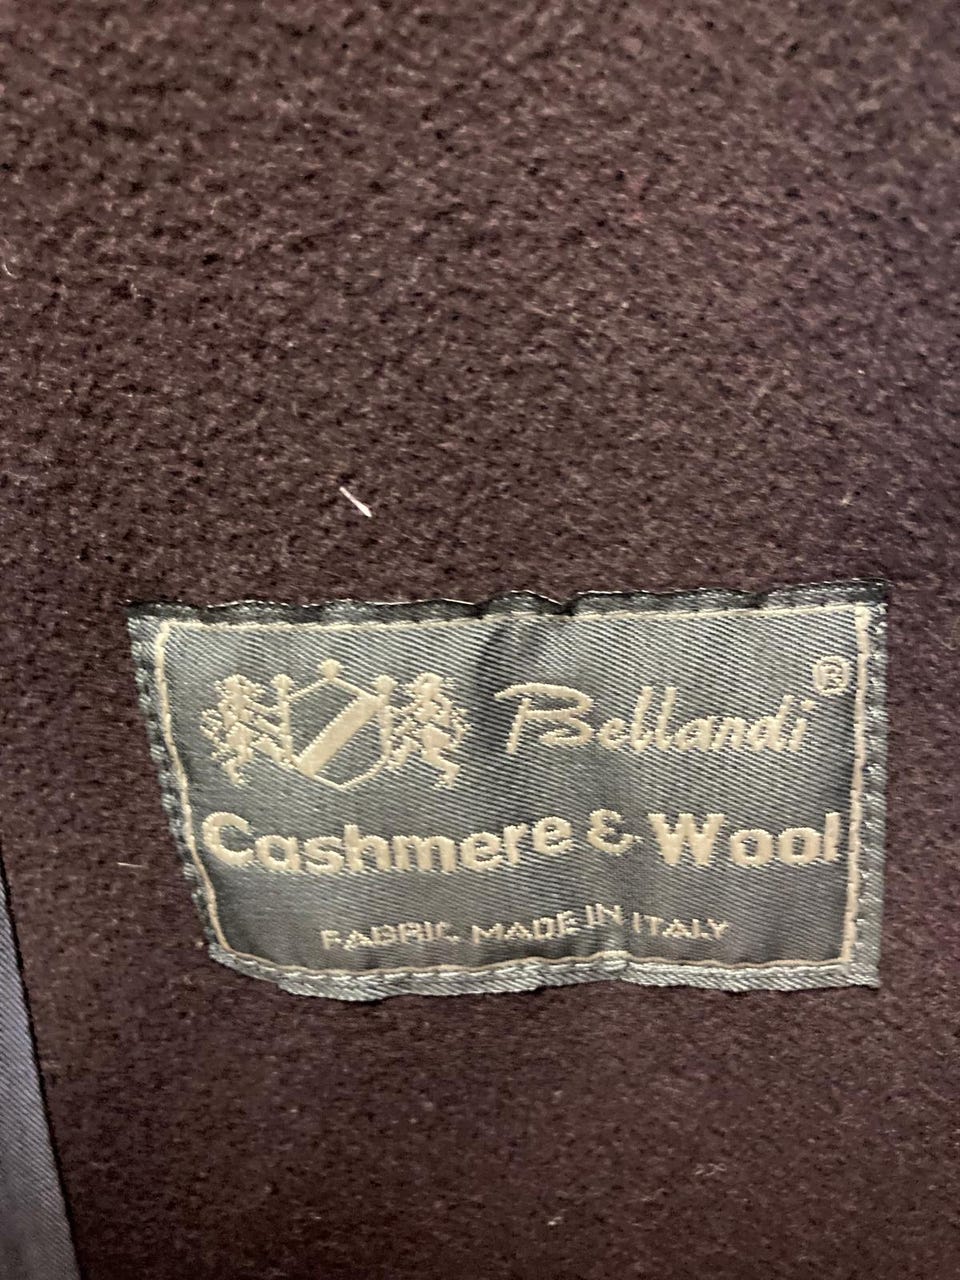 Bellandi®
Cashmere & Wool
FABRIC MADE IN ITALY